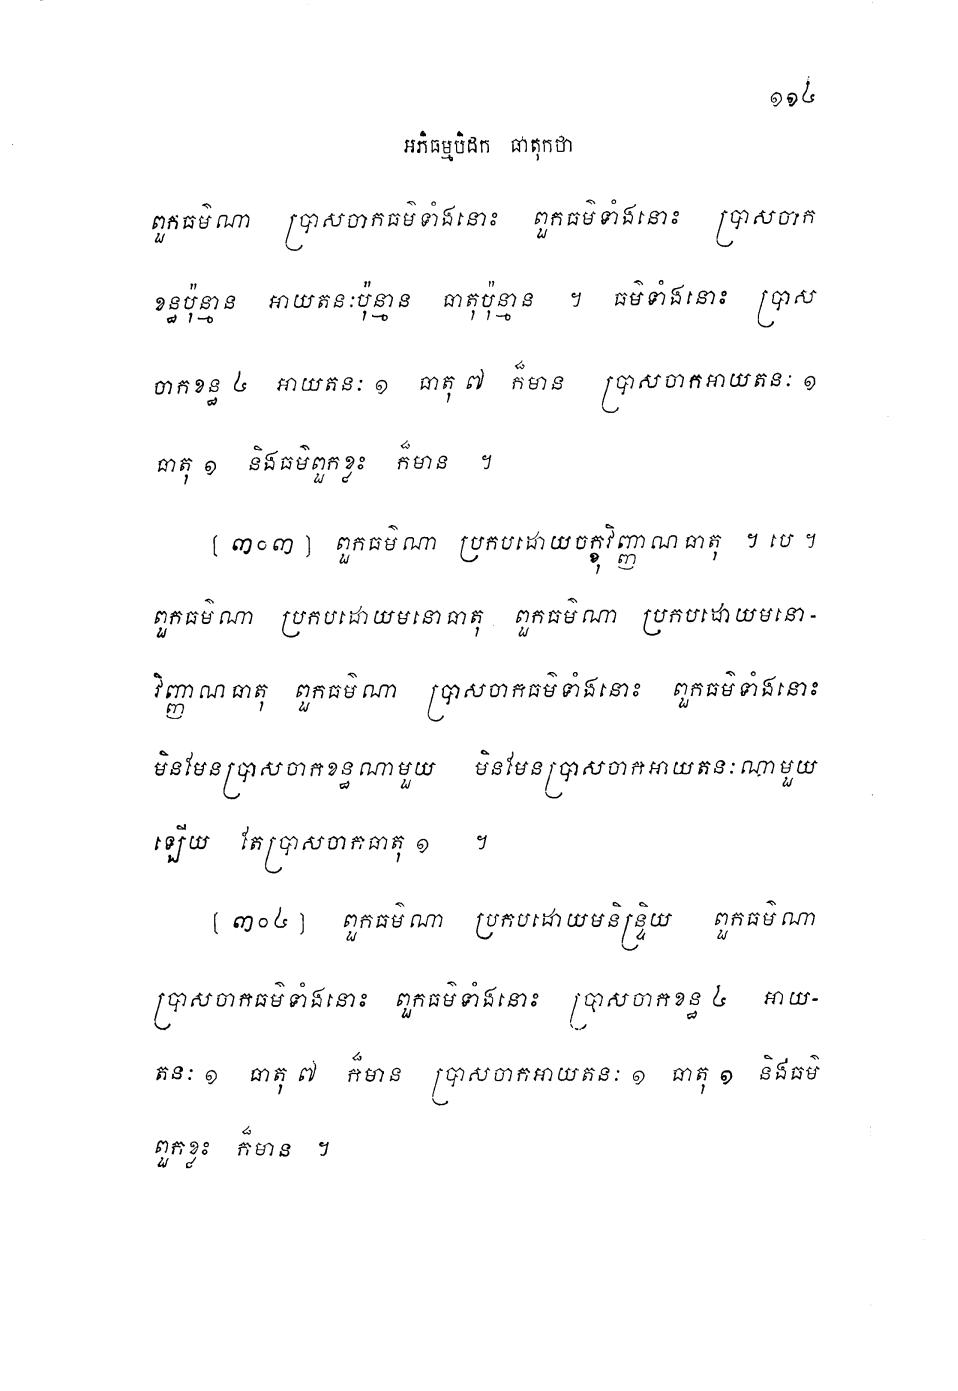 ១១៤
អភិធម្មបិដក ធាតុកថា
ពួកធម៌ណា ប្រាសចាកធម៌ទាំងនោះ ពួកធម៌ទាំងនោះ ប្រាសចាក
ខន្ធប៉ុន្មាន អាយតនៈប៉ុន្មាន ធាតុប៉ុន្មាន ។ ធម៌ទាំងនោះ ប្រាស
ចាកខន្ធ ៤ អាយតនៈ ១ ធាតុ ៧ ក៏មាន ប្រាសចាកអាយតនៈ ១
ធាតុ ១ និងធម៌ពួកខ្លះ ក៏មាន ។
[ ៣០៣ ] ពួកធម៌ណា ប្រកបដោយចក្ខុវិញ្ញាណធាតុ ។ បេ ។
ពួកធម៌ណា ប្រកបដោយមនោធាតុ ពួកធម៌ណា ប្រកបដោយមនោ-
វិញ្ញាណធាតុ ពួកធម៌ណា ប្រាសចាកធម៌ទាំងនោះ ពួកធម៌ទាំងនោះ
មិនមែនប្រាសចាកខន្ធណាមួយ មិនមែនប្រាសចាកអាយតនៈណាមួយ
ឡើយ តែប្រាសចាកធាតុ ១ ។
[ ៣០៤ ] ពួកធម៌ណា ប្រកបដោយមនិន្ទ្រិយ ពួកធម៌ណា
ប្រាសចាកធម៌ទាំងនោះ ពួកធម៌ទាំងនោះ ប្រាសចាកខន្ធ ៤ អាយ-
តនៈ ១ ធាតុ ៧ ក៏មាន ប្រាសចាកអាយតនៈ ១ ធាតុ ១ និងធម៌
ពួកខ្លះ ក៏មាន ។